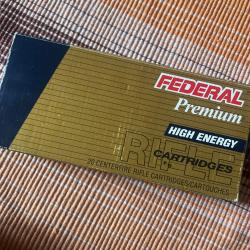 FEDERAL
Premium
HIGH ENERGY
RIFLE
CARTRIDGES
20 CENTERFIRE RIFLE CARTRIDGES/CARTOUCHES